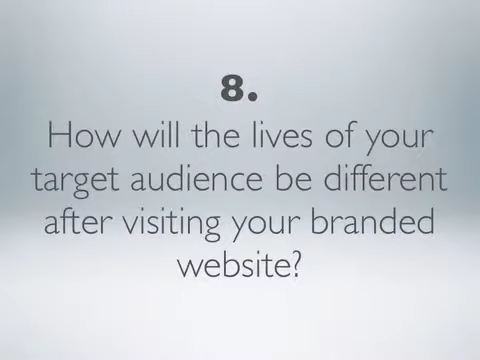 8.
How will the lives of your
target audience be different
after visiting your branded
website?